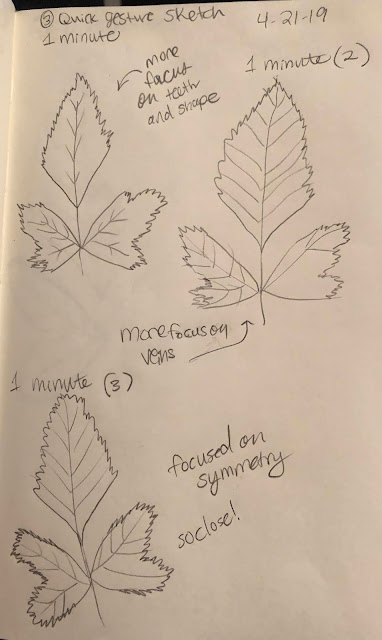 ③ Quick gesture Sketch
4-21-19
1 minute
more
focus
on teeth
and shape
1 minute (2)
more focus on
veins
1 minute (3)
focused on
symmetry
so close!